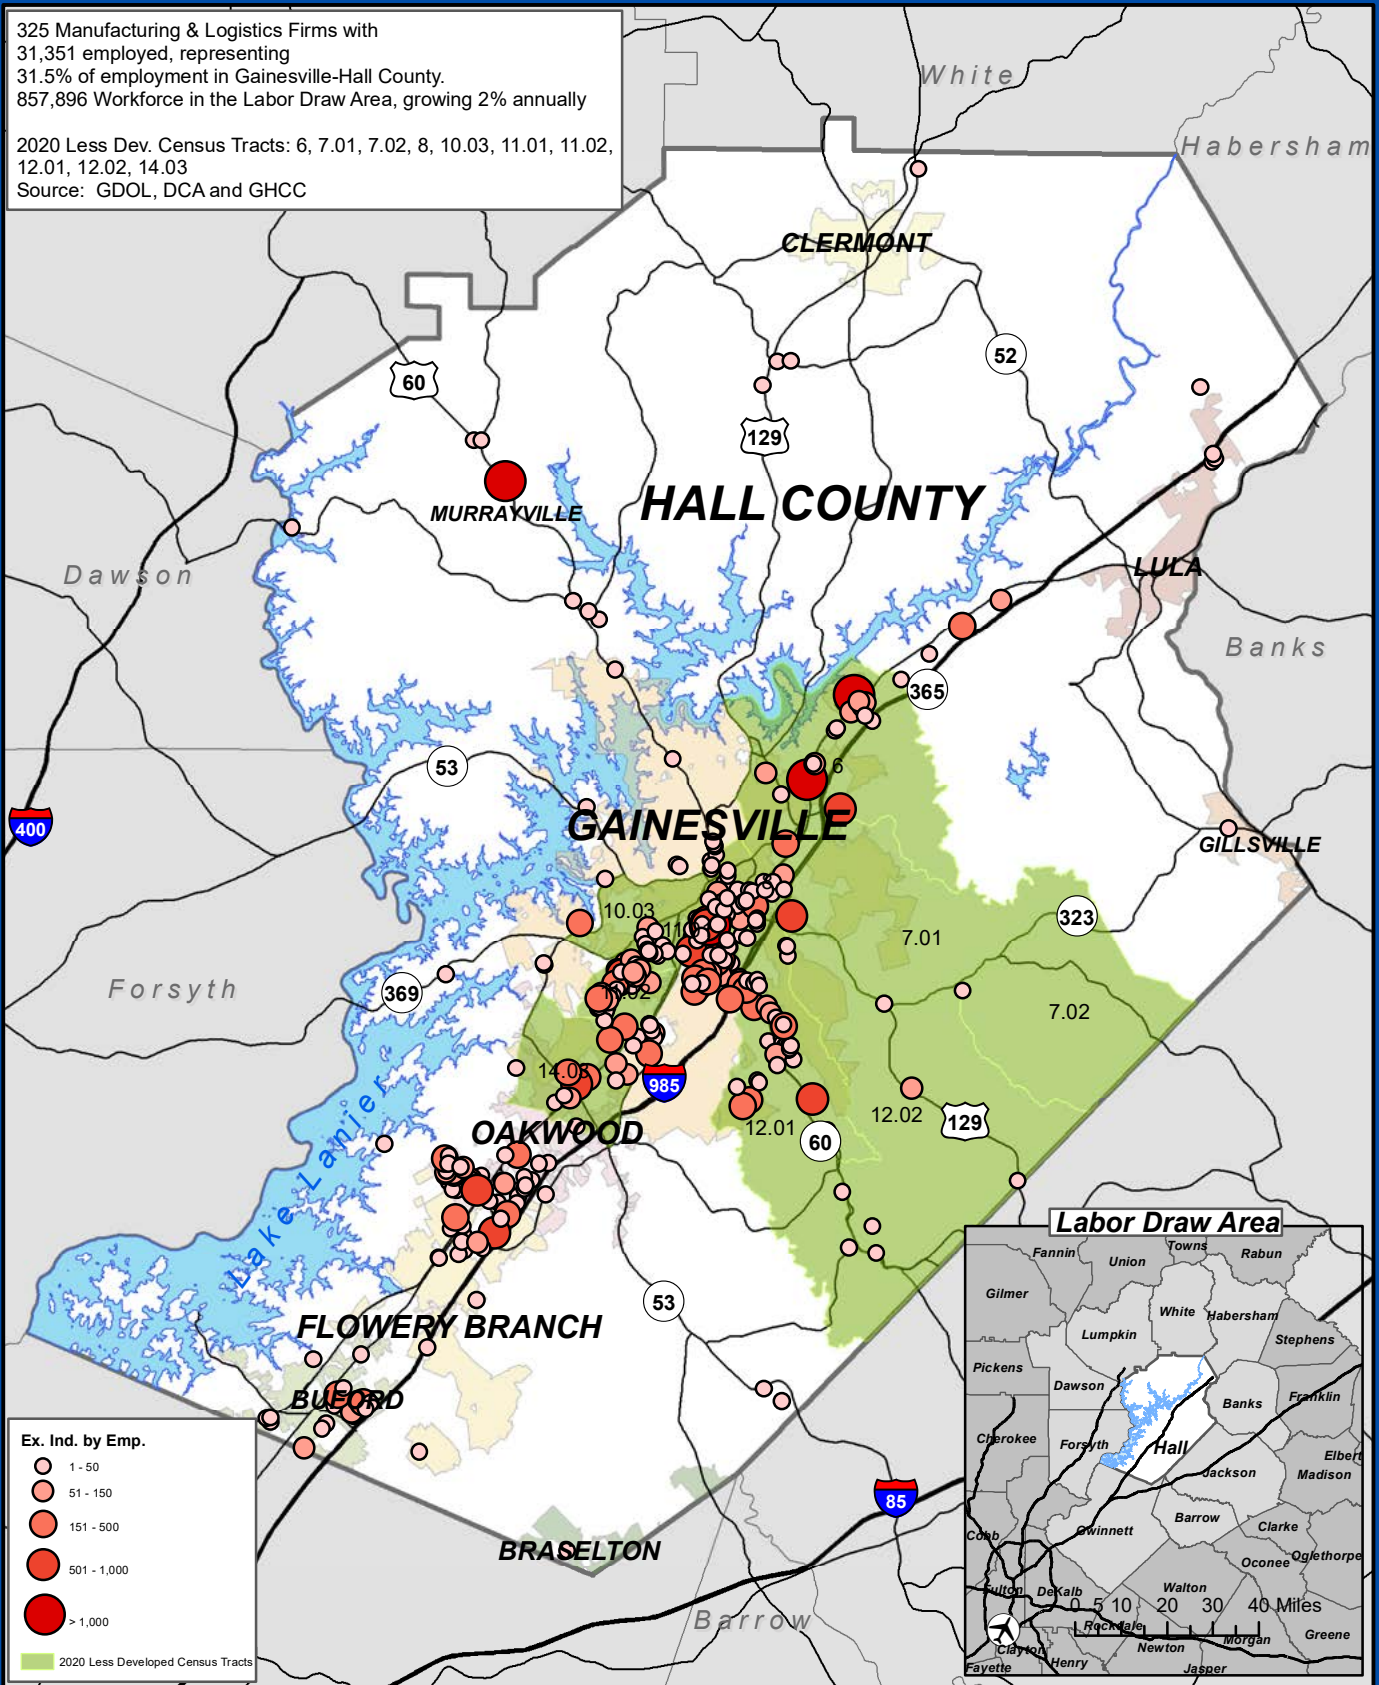 325 Manufacturing & Logistics Firms with
31,351 employed, representing
31.5% of employment in Gainesville-Hall County.
857,896 Workforce in the Labor Draw Area, growing 2% annually
2020 Less Dev. Census Tracts: 6, 7.01, 7.02, 8, 10.03, 11.01, 11.02,
12.01, 12.02, 14.03
Source: GDOL, DCA and GHCC
White
Habersham
CLERMONT
52
60
129
HALL COUNTY
MURRAYVILLE
Dawson
LULA
Banks
365
53
6
400
GAINESVILLE
GILLSVILLE
8
10.03
323
7.01
Forsyth
369
11.02
7.02
14.03
985
12.02
12.01
129
60
OAKWOOD
Lake Lanier
53
FLOWERY BRANCH
BUFORD
85
BRASELTON
Barrow
Ex. Ind. by Emp.
1 - 50
51 - 150
151 - 500
501 - 1,000
> 1,000
2020 Less Developed Census Tracts
Labor Draw Area
Fannin
Union
Towns
Rabun
Gilmer
White
Habersham
Lumpkin
Stephens
Pickens
Dawson
Banks
Franklin
Cherokee
Forsyth
Hall
Elbert
Jackson
Madison
Cobb
Gwinnett
Barrow
Clarke
Oconee
Oglethorpe
Fulton
DeKalb
Walton
0 5 10 20 30 40 Miles
Rockdale
Clayton
Newton
Morgan
Greene
Fayette
Henry
Jasper